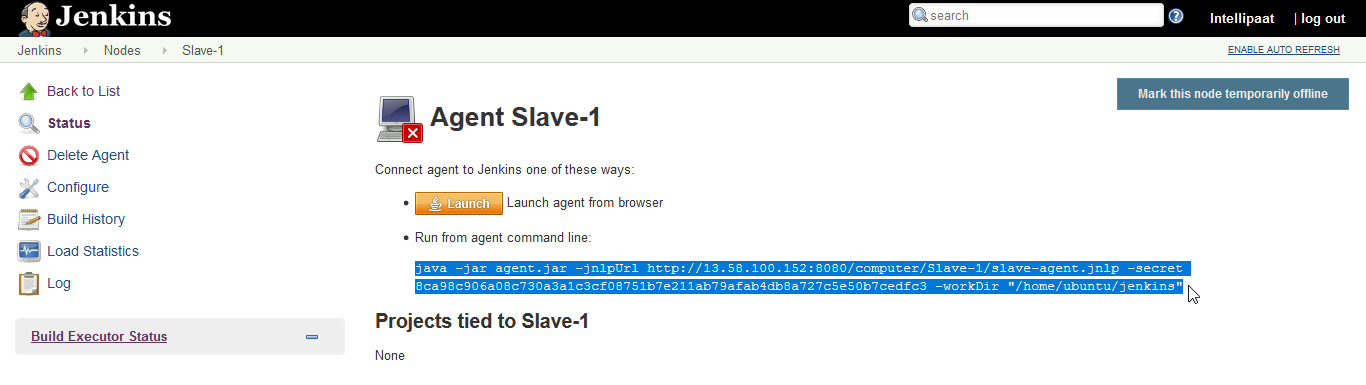 Jenkins
search
Intellipaat | log out
Jenkins Nodes Slave-1
ENABLE AUTO REFRESH
Back to List
Status
Delete Agent
Configure
Build History
Load Statistics
Log
Build Executor Status
Mark this node temporarily offline
Agent Slave-1
Connect agent to Jenkins one of these ways:
Launch Launch agent from browser
Run from agent command line:
java -jar agent.jar -jnlpUrl http://13.58.100.152:8080/computer/Slave-1/slave-agent.jnlp -secret
8ca98c906a08c730a3a1c3cf08751b7e211ab79afab4db8a727c5e50b7cedfc3 -workDir "/home/ubuntu/jenkins"
Projects tied to Slave-1
None